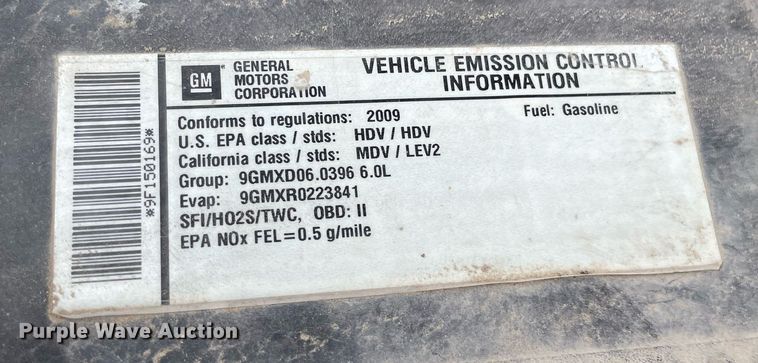 *9F150169*
GM
GENERAL
MOTORS
CORPORATION
VEHICLE EMISSION CONTROL
INFORMATION
Conforms to regulations: 2009 Fuel: Gasoline
U.S. EPA class / stds: HDV / HDV
California class / stds: MDV / LEV2
Group: 9GMXD06.0396 6.0L
Evap: 9GMXR0223841
SFI/HO2S/TWC, OBD: II
EPA NOx FEL=0.5 g/mile
Purple Wave Auction